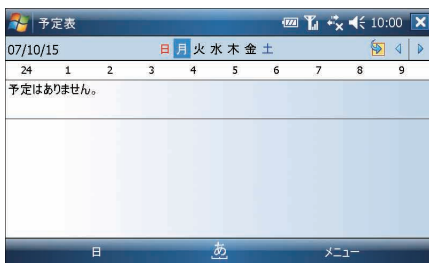 予定表 10:00
07/10/15 日 月 火 水 木 金 土
24 1 2 3 4 5 6 7 8 9
予定はありません。
日 あ メニュー